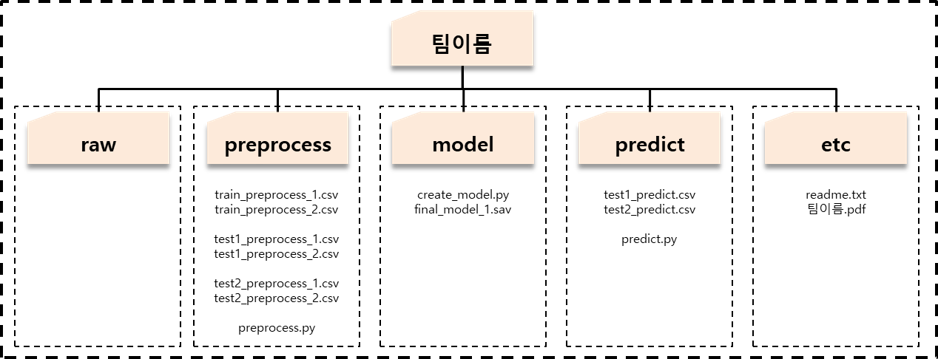 팀이름
raw
preprocess
train_preprocess_1.csv
train_preprocess_2.csv
test1_preprocess_1.csv
test1_preprocess_2.csv
test2_preprocess_1.csv
test2_preprocess_2.csv
preprocess.py
model
create_model.py
final_model_1.sav
predict
test1_predict.csv
test2_predict.csv
predict.py
etc
readme.txt
팀이름.pdf